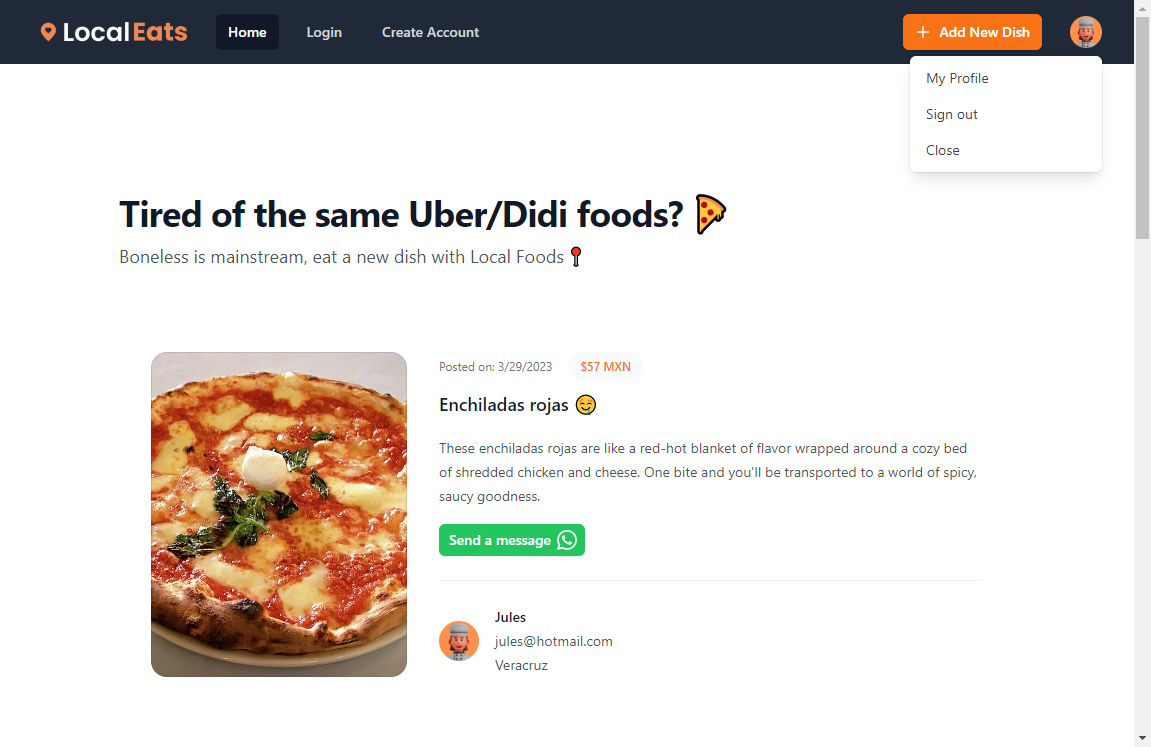 LocalEats
Home
Login
Create Account
Add New Dish
My Profile
Sign out
Close
Tired of the same Uber/Didi foods? 🍕
Boneless is mainstream, eat a new dish with Local Foods 📍
Posted on: 3/29/2023
$57 MXN
Enchiladas rojas 😋
These enchiladas rojas are like a red-hot blanket of flavor wrapped around a cozy bed
of shredded chicken and cheese. One bite and you'll be transported to a world of spicy,
saucy goodness.
Send a message
Jules
jules@hotmail.com
Veracruz